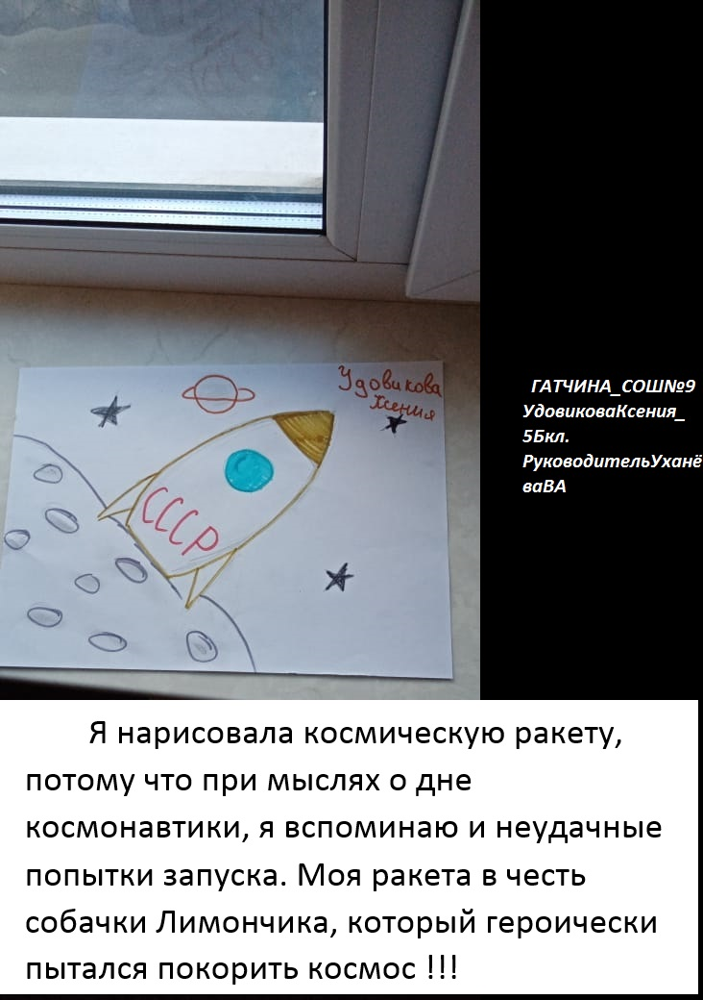 Удовикова
Ксения
СССР
ГАТЧИНА_СОШ№9
УдовиковаКсения_
5Бкл.
РуководительУханё
ваВА
Я нарисовала космическую ракету,
потому что при мыслях о дне
космонавтики, я вспоминаю и неудачные
попытки запуска. Моя ракета в честь
собачки Лимончика, который героически
пытался покорить космос !!!